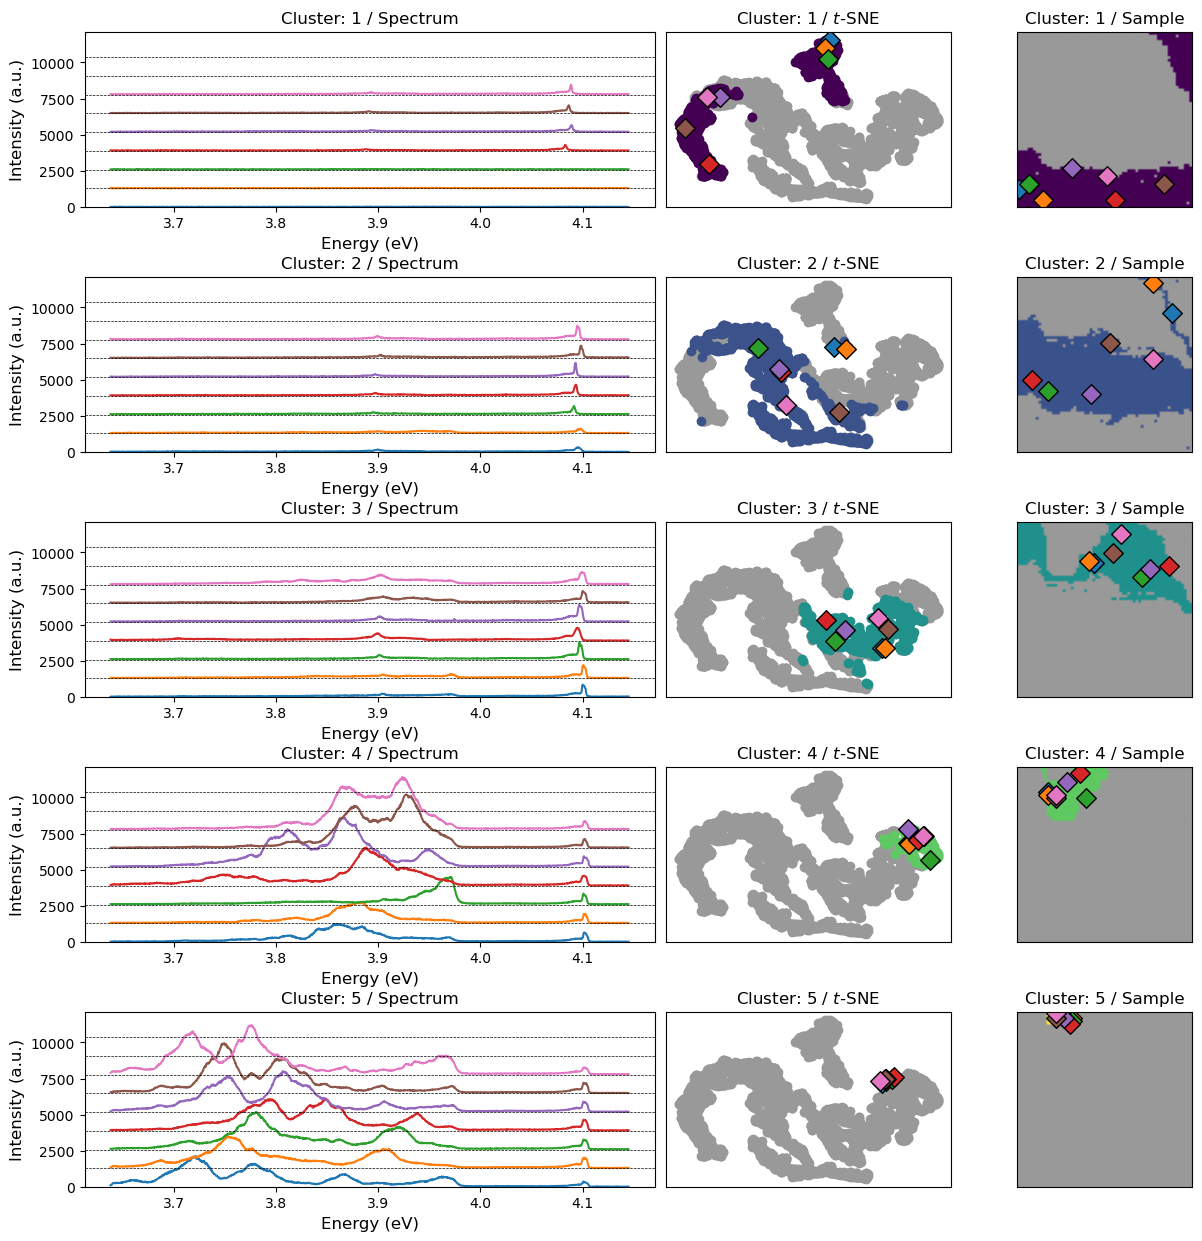 Cluster: 1 / Spectrum
Cluster: 1 / t-SNE
Cluster: 1 / Sample
Intensity (a.u.)
10000
7500
5000
2500
0
3.7 3.8 3.9 4.0 4.1
Energy (eV)
Cluster: 2 / Spectrum
Cluster: 2 / t-SNE
Cluster: 2 / Sample
Intensity (a.u.)
10000
7500
5000
2500
0
3.7 3.8 3.9 4.0 4.1
Energy (eV)
Cluster: 3 / Spectrum
Cluster: 3 / t-SNE
Cluster: 3 / Sample
Intensity (a.u.)
10000
7500
5000
2500
0
3.7 3.8 3.9 4.0 4.1
Energy (eV)
Cluster: 4 / Spectrum
Cluster: 4 / t-SNE
Cluster: 4 / Sample
Intensity (a.u.)
10000
7500
5000
2500
0
3.7 3.8 3.9 4.0 4.1
Energy (eV)
Cluster: 5 / Spectrum
Cluster: 5 / t-SNE
Cluster: 5 / Sample
Intensity (a.u.)
10000
7500
5000
2500
0
3.7 3.8 3.9 4.0 4.1
Energy (eV)